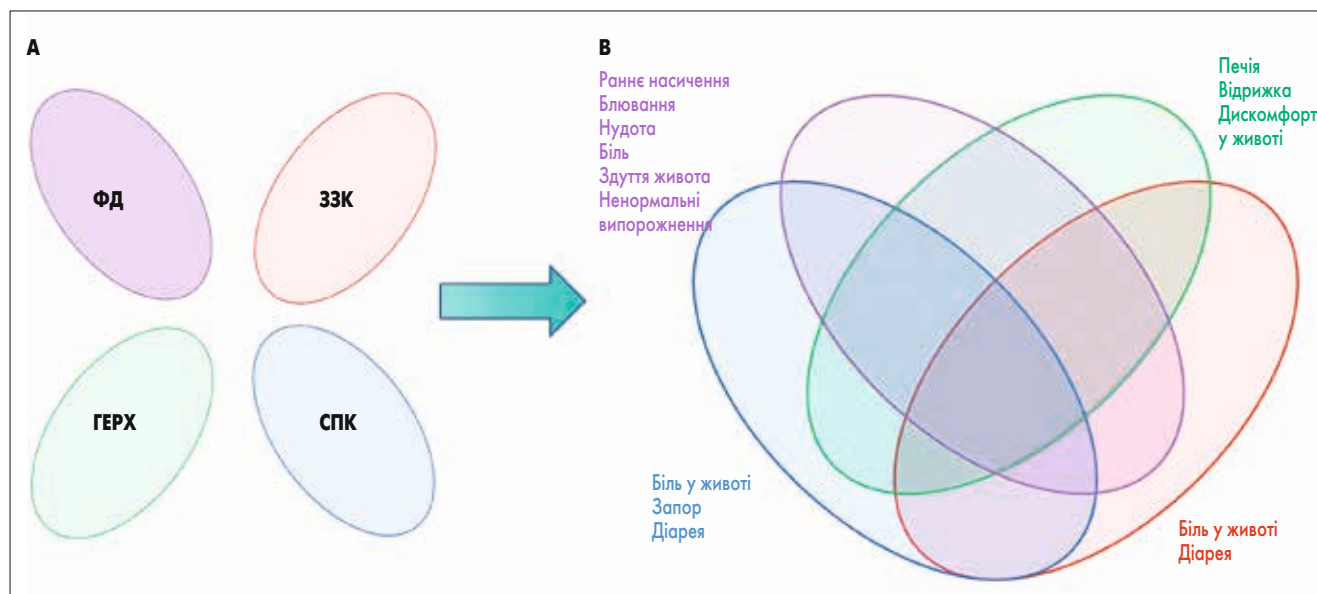 A
ФД
ЗЗК
ГЕРХ
СПК
B
Раннє насичення
Блювання
Нудота
Біль
Здуття живота
Ненормальні
випорожнення
Печія
Відрижка
Дискомфорт
у животі
Біль у животі
Запор
Діарея
Біль у животі
Діарея